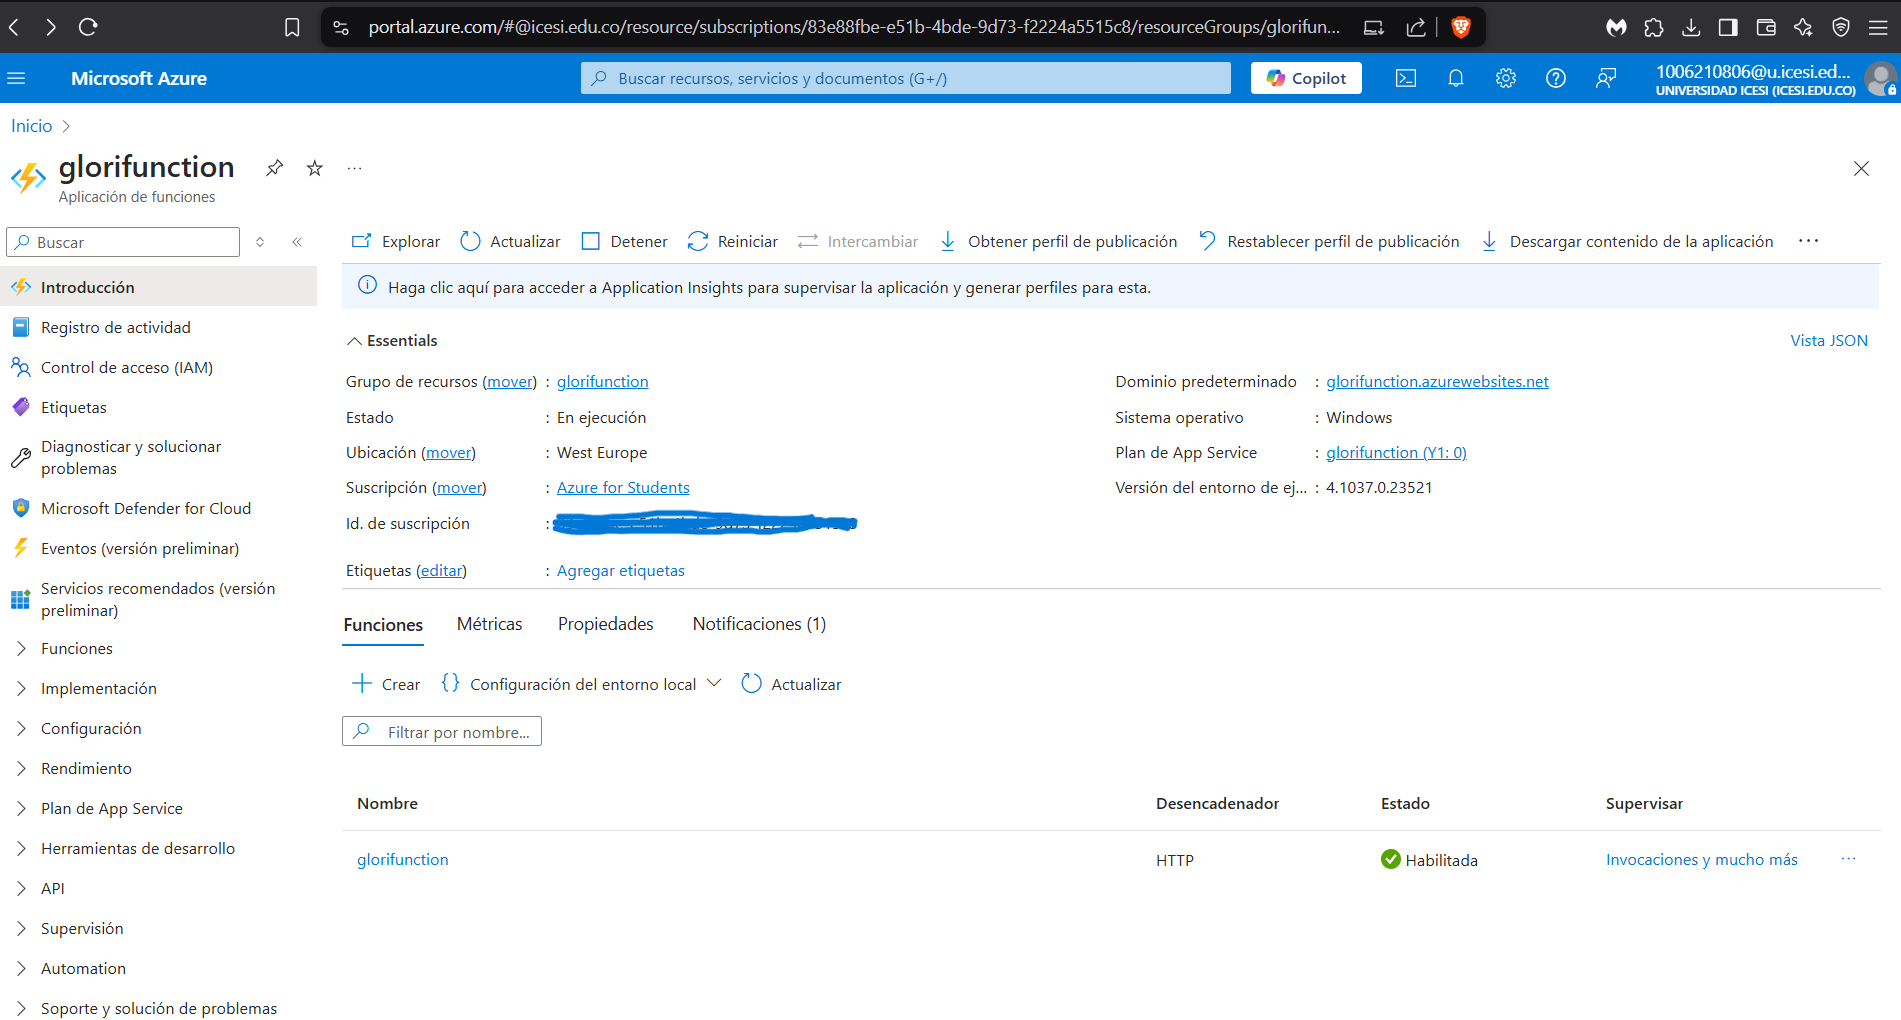 portal.azure.com/#@icesi.edu.co/resource/subscriptions/83e88fbe-e51b-4bde-9d73-f2224a5515c8/resourceGroups/glorifun...
Microsoft Azure
Buscar recursos, servicios y documentos (G+/)
Copilot
1006210806@u.icesi.ed...
UNIVERSIDAD ICESI (ICESI.EDU.CO)
Inicio
glorifunction
Aplicación de funciones
Buscar
Introducción
Registro de actividad
Control de acceso (IAM)
Etiquetas
Diagnosticar y solucionar
problemas
Microsoft Defender for Cloud
Eventos (versión preliminar)
Servicios recomendados (versión
preliminar)
Funciones
Implementación
Configuración
Rendimiento
Plan de App Service
Herramientas de desarrollo
API
Supervisión
Automation
Soporte y solución de problemas
Explorar Actualizar Detener Reiniciar Intercambiar Obtener perfil de publicación Restablecer perfil de publicación Descargar contenido de la aplicación ...
Haga clic aquí para acceder a Application Insights para supervisar la aplicación y generar perfiles para esta.
Essentials Vista JSON
Grupo de recursos (mover) : glorifunction
Estado : En ejecución
Ubicación (mover) : West Europe
Suscripción (mover) : Azure for Students
Id. de suscripción :
Etiquetas (editar) : Agregar etiquetas
Dominio predeterminado : glorifunction.azurewebsites.net
Sistema operativo : Windows
Plan de App Service : glorifunction (Y1: 0)
Versión del entorno de ej... : 4.1037.0.23521
Funciones Métricas Propiedades Notificaciones (1)
Crear {} Configuración del entorno local Actualizar
Filtrar por nombre...
Nombre Desencadenador Estado Supervisar
glorifunction HTTP Habilitada Invocaciones y mucho más ...